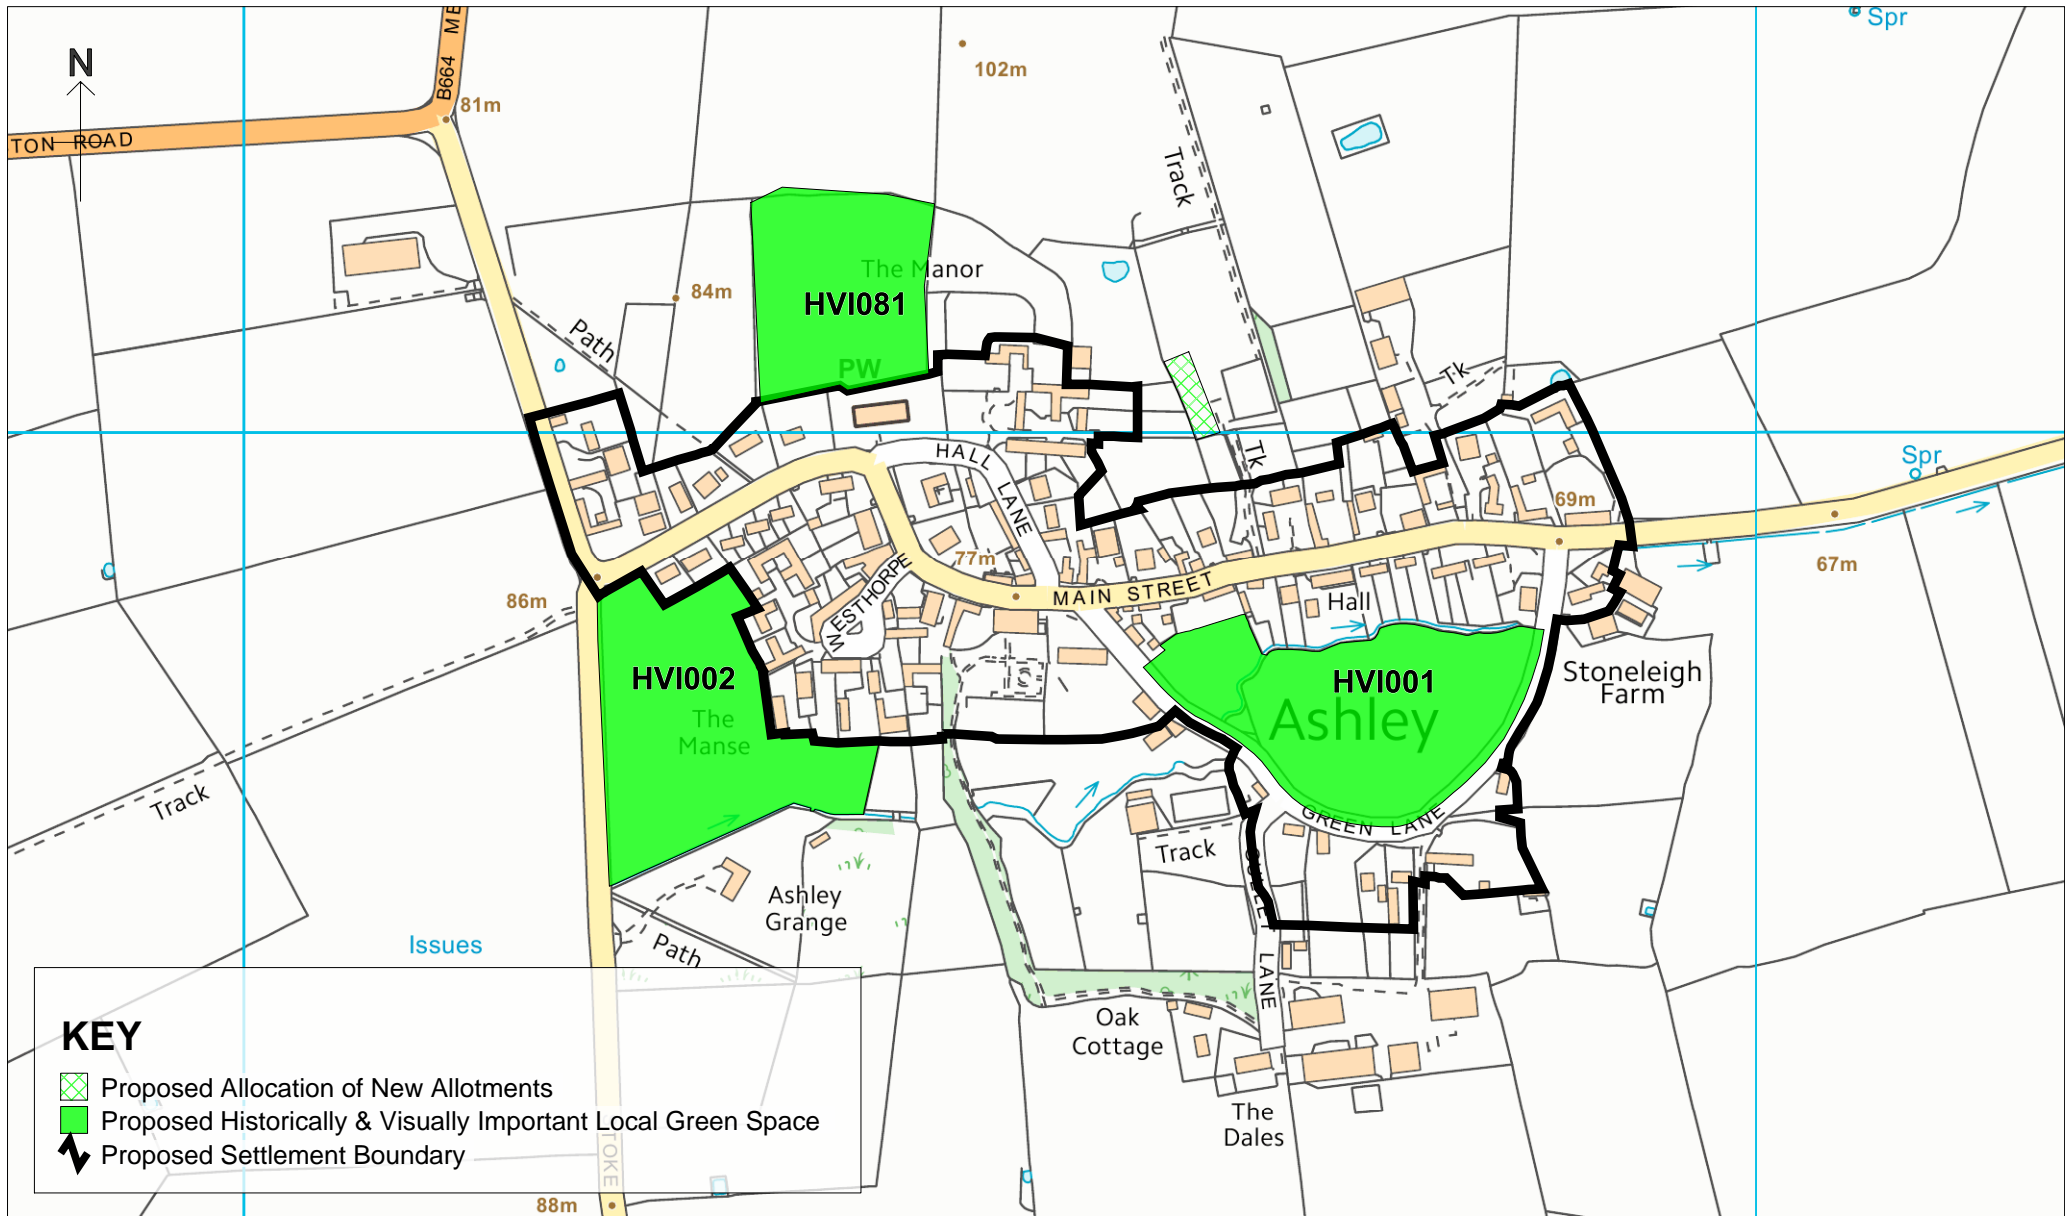 Spr
N
B664 ME
102m
81m
TON ROAD
Track
The Manor
84m
HVI081
Path
PW
Tk
HALL
LANE
Tk
Spr
69m
77m
67m
WESTHORPE
MAIN STREET
86m
Hall
HVI002
HVI001
Stoneleigh
Farm
The
Manse
Ashley
Track
GREEN LANE
Track
Ashley
Grange
LANE
Issues
Path
Oak
Cottage
KEY
Proposed Allocation of New Allotments
Proposed Historically & Visually Important Local Green Space
Proposed Settlement Boundary
The
Dales
TOKE
88m